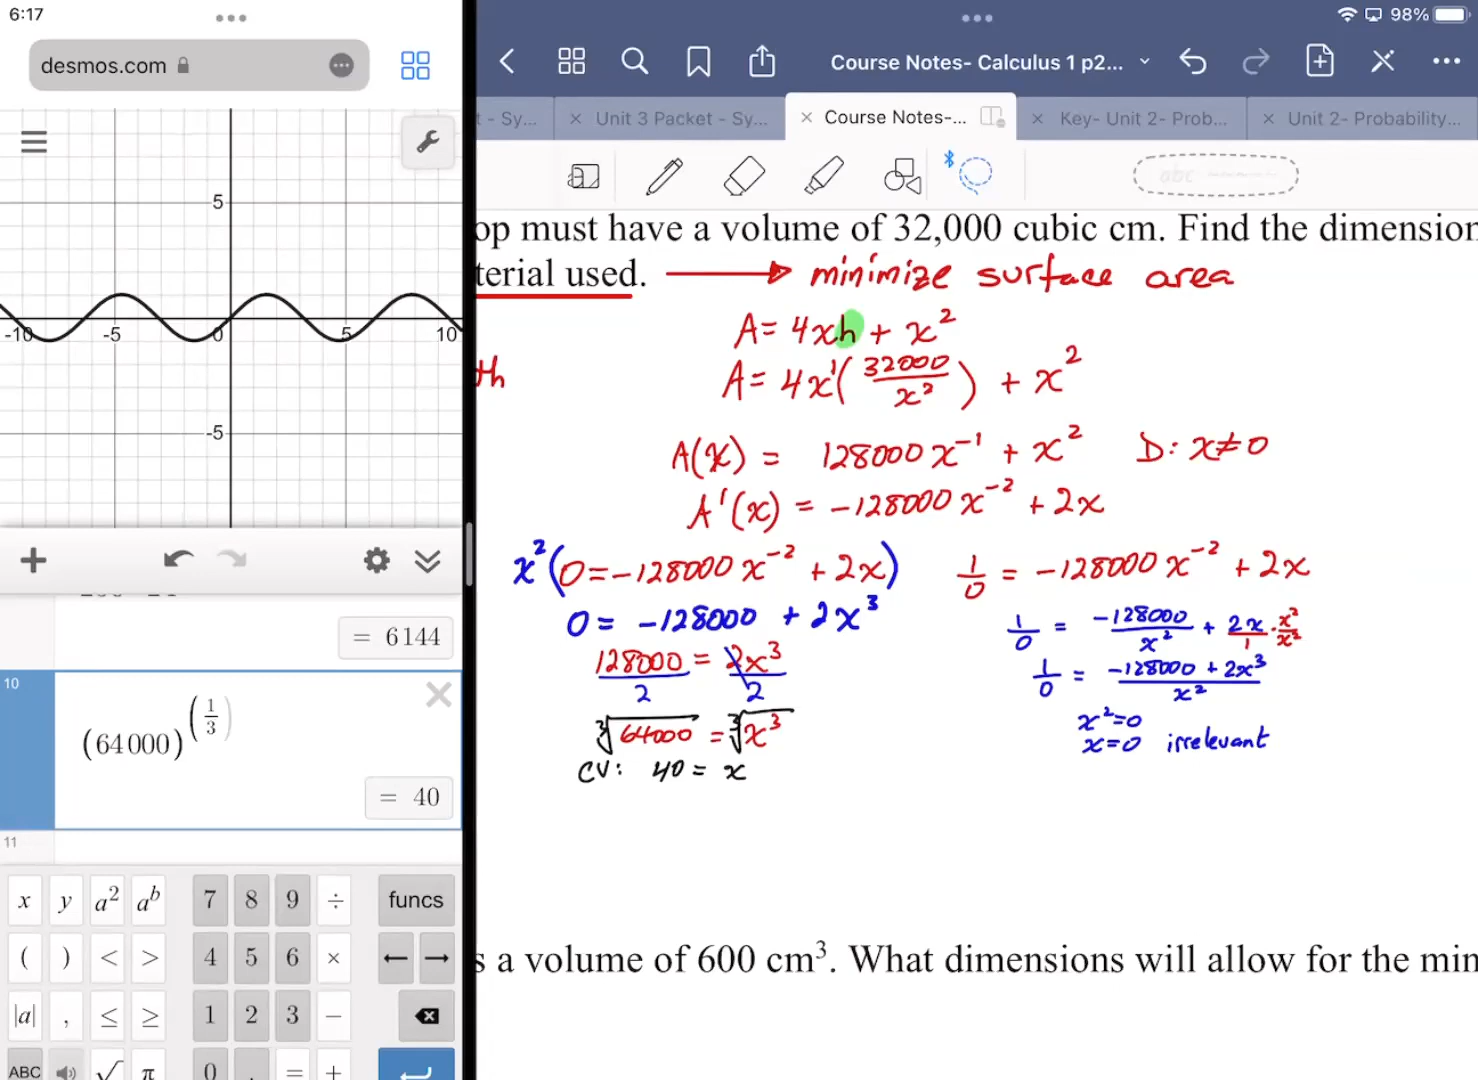 6:17
98%
desmos.com
Course Notes- Calculus 1 p2...
t - Sy...
× Unit 3 Packet - Sy...
× Course Notes-...
× Key- Unit 2- Prob...
× Unit 2- Probability...
5
-10 -5 0 5 10
-5
op must have a volume of 32,000 cubic cm. Find the dimension
terial used. → minimize surface area
A = 4xh + x²
th
A = 4x¹(32000/x²) + x²
A(x) = 128000x⁻¹ + x² D: x≠0
A'(x) = -128000x⁻² + 2x
x²(0 = -128000x⁻² + 2x)
0 = -128000 + 2x³
128000/2 = 2x³/2
∛64000 = ∛x³
CV: 40 = x
1/0 = -128000x⁻² + 2x
1/0 = -128000/x² + 2x/1 · x²/x²
1/0 = (-128000 + 2x³)/x²
x²=0
x=0 irrelevant
s a volume of 600 cm³. What dimensions will allow for the min
= 6144
10
(64000)^(1/3)
= 40
11
x y a² aᵇ 7 8 9 ÷ funcs
( ) < > 4 5 6 × ← →
|a| , ≤ ≥ 1 2 3 −
ABC √ π 0 . = +